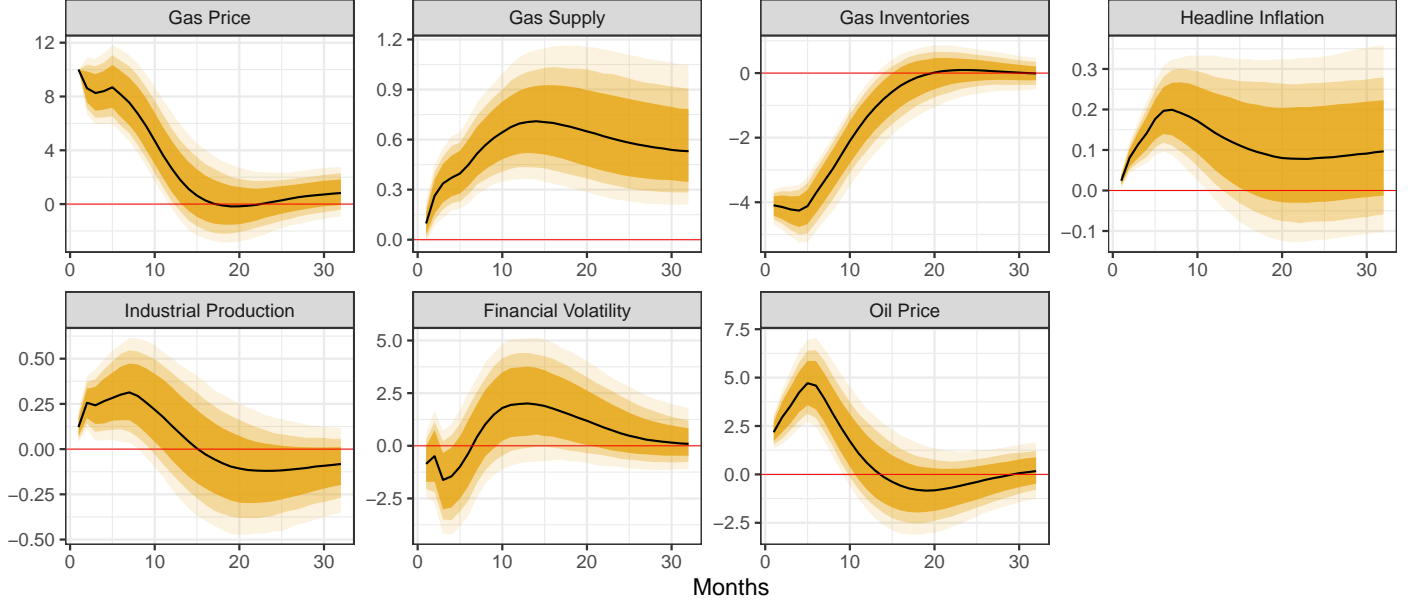 Gas Price
Gas Supply
Gas Inventories
Headline Inflation
12
8
4
0
0 10 20 30
1.2
0.9
0.6
0.3
0.0
0 10 20 30
0
−2
−4
0 10 20 30
0.3
0.2
0.1
0.0
−0.1
0 10 20 30
Industrial Production
Financial Volatility
Oil Price
0.50
0.25
0.00
−0.25
−0.50
0 10 20 30
5.0
2.5
0.0
−2.5
0 10 20 30
7.5
5.0
2.5
0.0
−2.5
0 10 20 30
Months